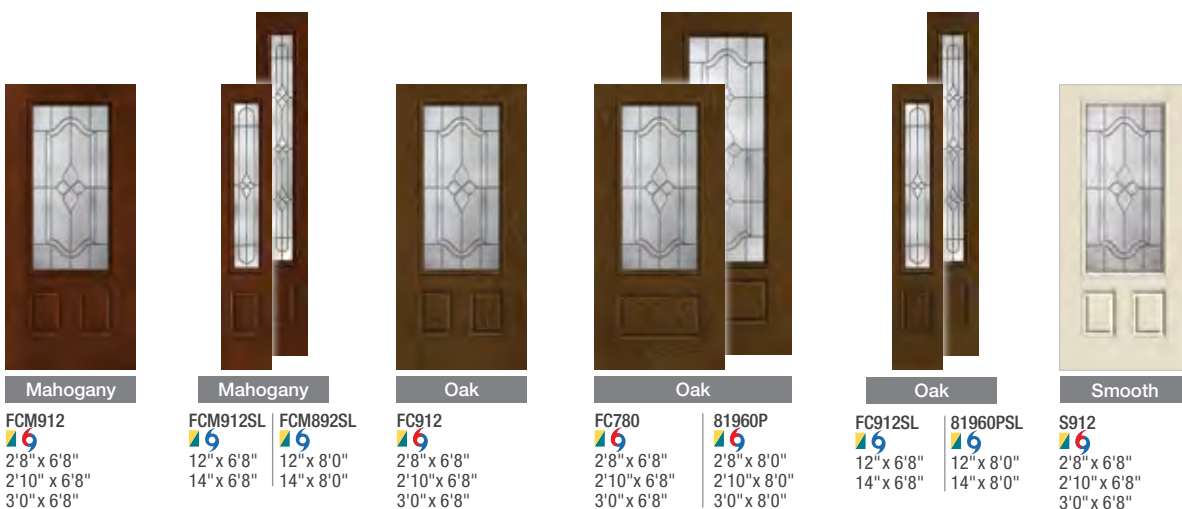 Mahogany
FCM912
2'8" x 6'8"
2'10" x 6'8"
3'0" x 6'8"
Mahogany
FCM912SL
12" x 6'8"
14" x 6'8"
FCM892SL
12" x 8'0"
14" x 8'0"
Oak
FC912
2'8" x 6'8"
2'10" x 6'8"
3'0" x 6'8"
Oak
FC780
2'8" x 6'8"
2'10" x 6'8"
3'0" x 6'8"
81960P
2'8" x 8'0"
2'10" x 8'0"
3'0" x 8'0"
Oak
FC912SL
12" x 6'8"
14" x 6'8"
81960PSL
12" x 8'0"
14" x 8'0"
Smooth
S912
2'8" x 6'8"
2'10" x 6'8"
3'0" x 6'8"